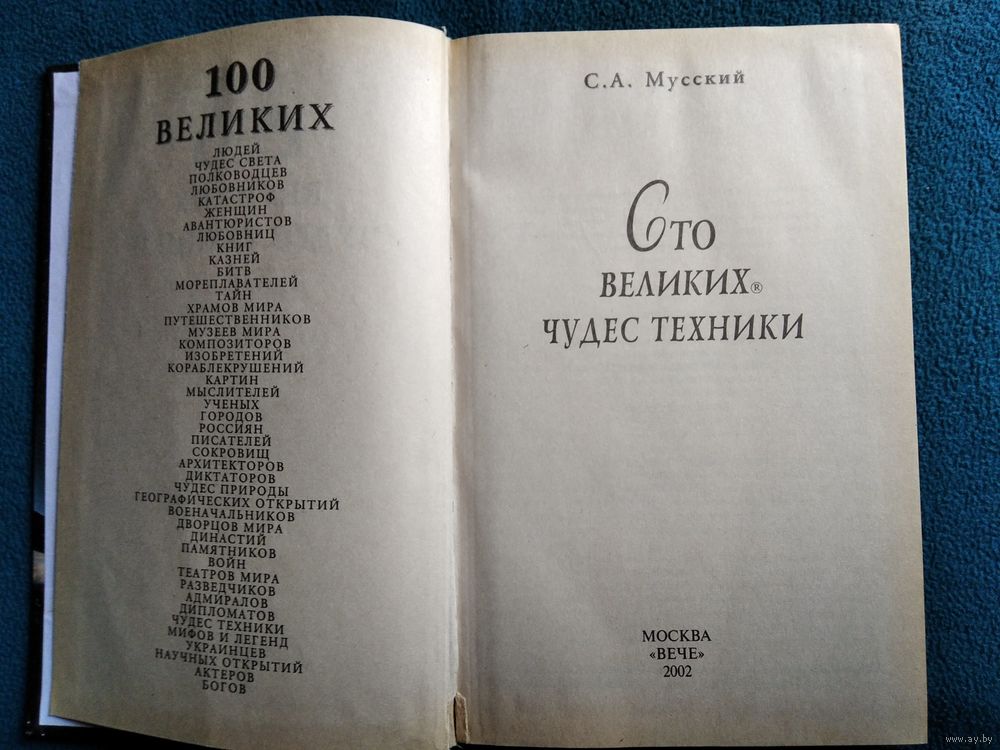 100
ВЕЛИКИХ
ЛЮДЕЙ
ЧУДЕС СВЕТА
ПОЛКОВОДЦЕВ
ЛЮБОВНИКОВ
КАТАСТРОФ
ЖЕНЩИН
АВАНТЮРИСТОВ
ЛЮБОВНИЦ
КНИГ
КАЗНЕЙ
БИТВ
МОРЕПЛАВАТЕЛЕЙ
ТАЙН
ХРАМОВ МИРА
ПУТЕШЕСТВЕННИКОВ
МУЗЕЕВ МИРА
КОМПОЗИТОРОВ
ИЗОБРЕТЕНИЙ
КОРАБЛЕКРУШЕНИЙ
КАРТИН
МЫСЛИТЕЛЕЙ
УЧЕНЫХ
ГОРОДОВ
РОССИЯН
ПИСАТЕЛЕЙ
СОКРОВИЩ
АРХИТЕКТОРОВ
ДИКТАТОРОВ
ЧУДЕС ПРИРОДЫ
ГЕОГРАФИЧЕСКИХ ОТКРЫТИЙ
ВОЕНАЧАЛЬНИКОВ
ДВОРЦОВ МИРА
ДИНАСТИЙ
ПАМЯТНИКОВ
ВОЙН
ТЕАТРОВ МИРА
РАЗВЕДЧИКОВ
АДМИРАЛОВ
ДИПЛОМАТОВ
ЧУДЕС ТЕХНИКИ
МИФОВ И ЛЕГЕНД
УКРАИНЦЕВ
НАУЧНЫХ ОТКРЫТИЙ
АКТЕРОВ
БОГОВ
С.А. Мусский
Сто
ВЕЛИКИХ®
ЧУДЕС ТЕХНИКИ
МОСКВА
«ВЕЧЕ»
2002
www.ay.by